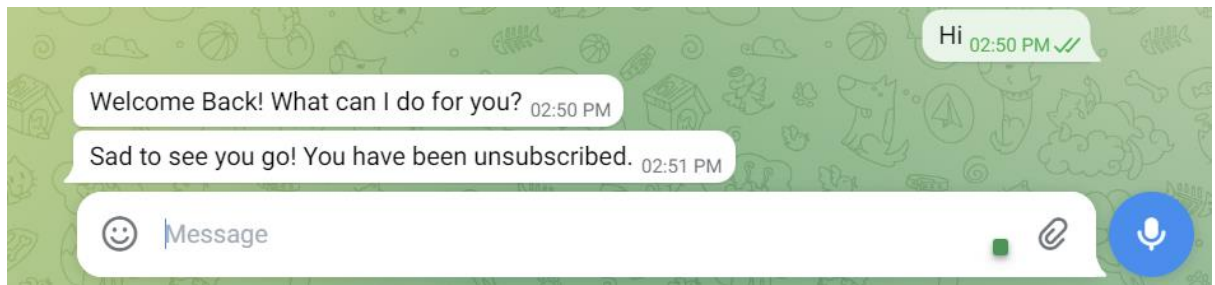 Hi 02:50 PM
Welcome Back! What can I do for you? 02:50 PM
Sad to see you go! You have been unsubscribed. 02:51 PM
Message